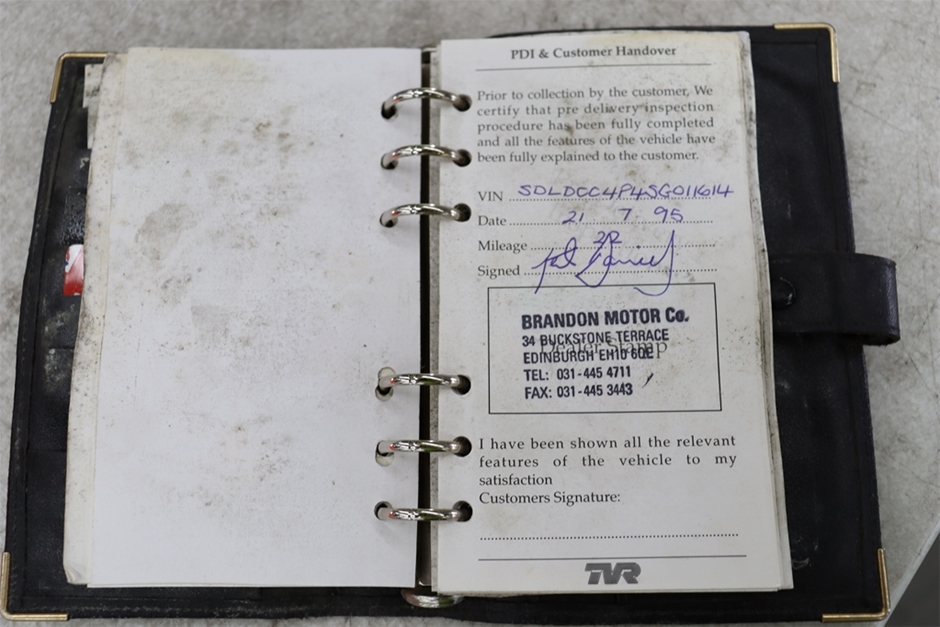 PDI & Customer Handover
Prior to collection by the customer, We
certify that pre delivery inspection
procedure has been fully completed
and all the features of the vehicle have
been fully explained to the customer.
VIN SDLDCC4P4SG011614
Date 21 7 95
Mileage 22
Signed
Dealer Stamp
BRANDON MOTOR Co.
34 BUCKSTONE TERRACE
EDINBURGH EH10 6QE
TEL: 031-445 4711
FAX: 031-445 3443
I have been shown all the relevant
features of the vehicle to my
satisfaction
Customers Signature:
TVR